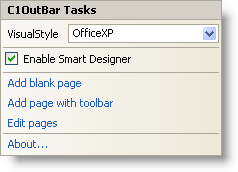 C1OutBar Tasks
VisualStyle OfficeXP
Enable Smart Designer
Add blank page
Add page with toolbar
Edit pages
About...